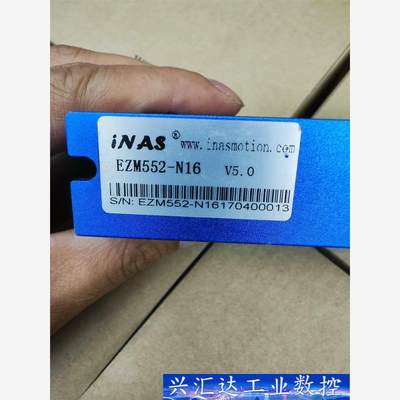 iNAS ® www.inasmotion.com
EZM552-N16 V5.0
S/N: EZM552-N16170400013
兴汇达工业数控